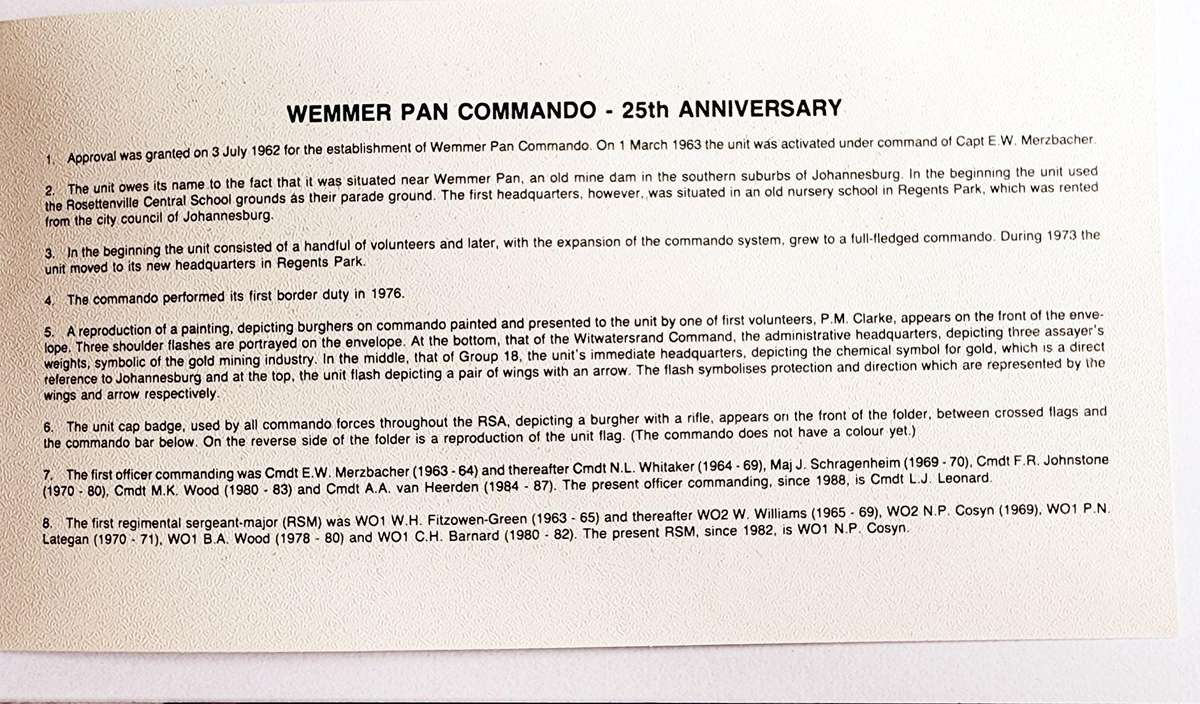 WEMMER PAN COMMANDO - 25th ANNIVERSARY
1. Approval was granted on 3 July 1962 for the establishment of Wemmer Pan Commando. On 1 March 1963 the unit was activated under command of Capt E.W. Merzbacher.
2. The unit owes its name to the fact that it was situated near Wemmer Pan, an old mine dam in the southern suburbs of Johannesburg. In the beginning the unit used
the Rosettenville Central School grounds as their parade ground. The first headquarters, however, was situated in an old nursery school in Regents Park, which was rented
from the city council of Johannesburg.
3. In the beginning the unit consisted of a handful of volunteers and later, with the expansion of the commando system, grew to a full-fledged commando. During 1973 the
unit moved to its new headquarters in Regents Park.
4. The commando performed its first border duty in 1976.
5. A reproduction of a painting, depicting burghers on commando painted and presented to the unit by one of first volunteers, P.M. Clarke, appears on the front of the enve-
lope. Three shoulder flashes are portrayed on the envelope. At the bottom, that of the Witwatersrand Command, the administrative headquarters, depicting three assayer's
weights, symbolic of the gold mining industry. In the middle, that of Group 18, the unit's immediate headquarters, depicting the chemical symbol for gold, which is a direct
reference to Johannesburg and at the top, the unit flash depicting a pair of wings with an arrow. The flash symbolises protection and direction which are represented by the
wings and arrow respectively.
6. The unit cap badge, used by all commando forces throughout the RSA, depicting a burgher with a rifle, appears on the front of the folder, between crossed flags and
the commando bar below. On the reverse side of the folder is a reproduction of the unit flag. (The commando does not have a colour yet.)
7. The first officer commanding was Cmdt E.W. Merzbacher (1963 - 64) and thereafter Cmdt N.L. Whitaker (1964 - 69), Maj J. Schragenheim (1969 - 70), Cmdt F.R. Johnstone
(1970 - 80), Cmdt M.K. Wood (1980 - 83) and Cmdt A.A. van Heerden (1984 - 87). The present officer commanding, since 1988, is Cmdt L.J. Leonard.
8. The first regimental sergeant-major (RSM) was WO1 W.H. Fitzowen-Green (1963 - 65) and thereafter WO2 W. Williams (1965 - 69), WO2 N.P. Cosyn (1969), WO1 P.N.
Lategan (1970 - 71), WO1 B.A. Wood (1978 - 80) and WO1 C.H. Barnard (1980 - 82). The present RSM, since 1982, is WO1 N.P. Cosyn.